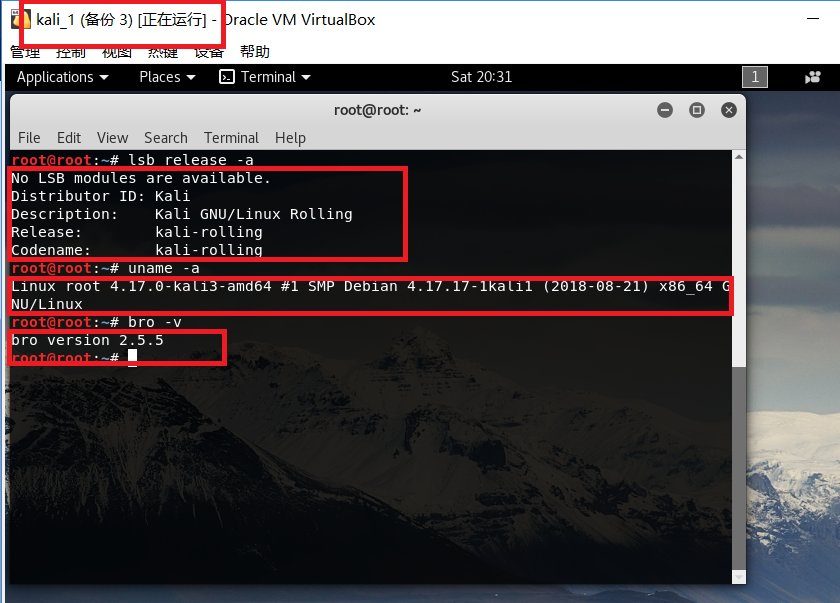 kali_1 (备份 3) [正在运行] - Oracle VM VirtualBox
管理 控制 视图 热键 设备 帮助
Applications Places Terminal Sat 20:31 1
root@root: ~
File Edit View Search Terminal Help
root@root:~# lsb_release -a
No LSB modules are available.
Distributor ID: Kali
Description: Kali GNU/Linux Rolling
Release: kali-rolling
Codename: kali-rolling
root@root:~# uname -a
Linux root 4.17.0-kali3-amd64 #1 SMP Debian 4.17.17-1kali1 (2018-08-21) x86_64 G
NU/Linux
root@root:~# bro -v
bro version 2.5.5
root@root:~#